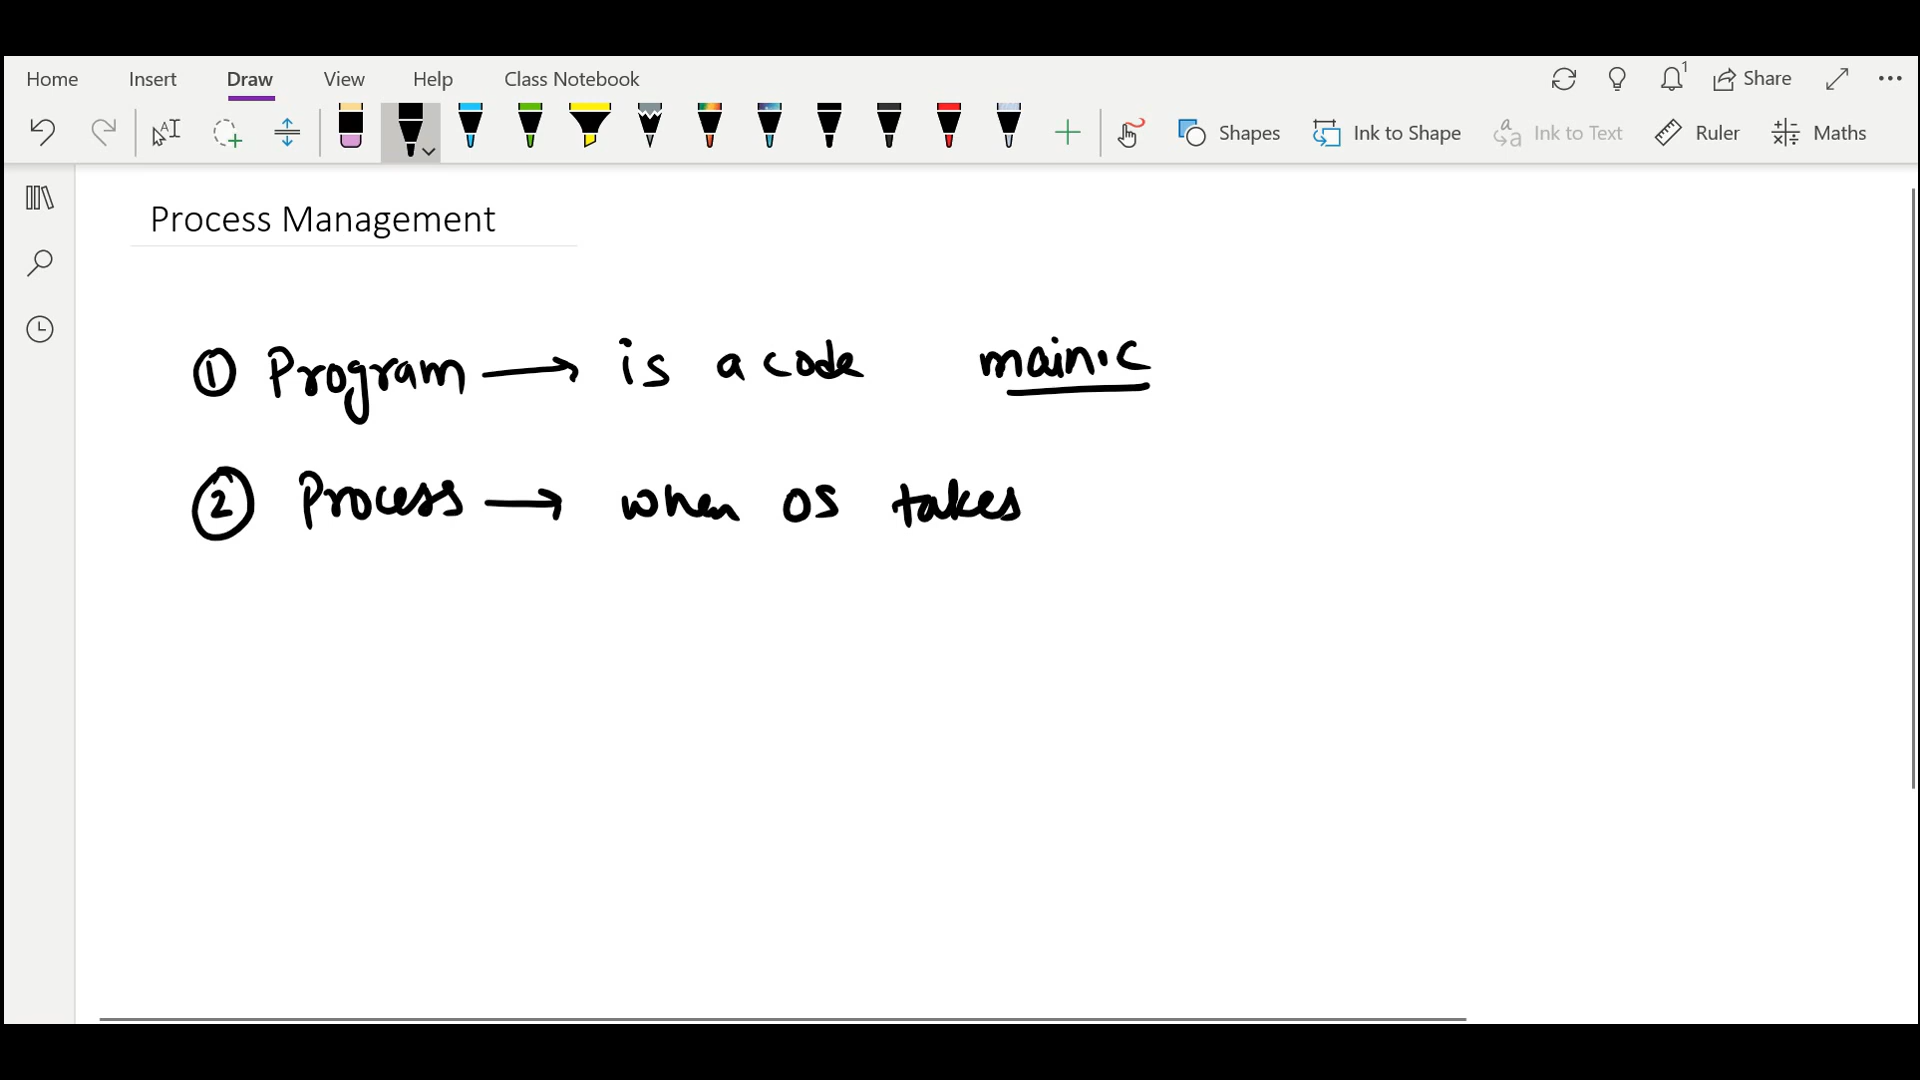 Home Insert Draw View Help Class Notebook 1 Share
Shapes Ink to Shape Ink to Text Ruler Maths
Process Management
① Program → is a code main.c
② Process → when OS takes